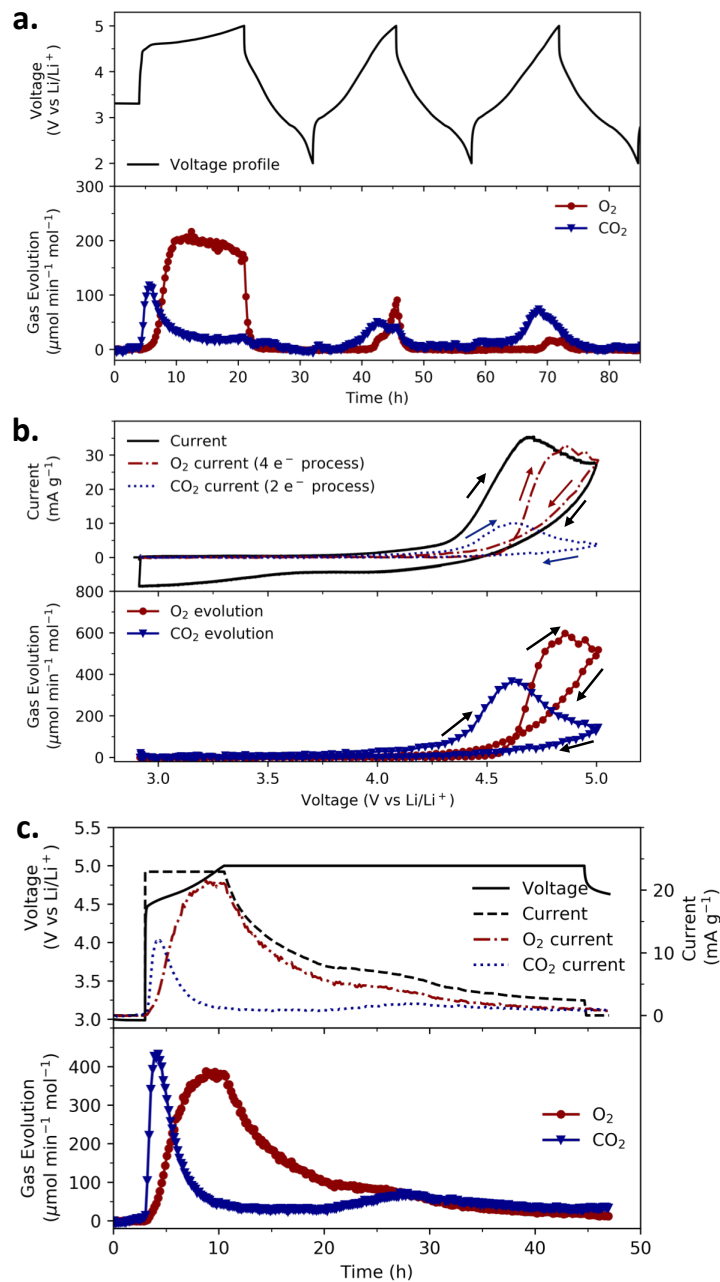 a.
5
4
3
2
Voltage
(V vs Li/Li⁺)
Voltage profile
300
200
100
0
Gas Evolution
(μmol min⁻¹ mol⁻¹)
O₂
CO₂
0 10 20 30 40 50 60 70 80
Time (h)
b.
30
20
10
0
Current
(mA g⁻¹)
Current
O₂ current (4 e⁻ process)
CO₂ current (2 e⁻ process)
800
600
400
200
0
Gas Evolution
(μmol min⁻¹ mol⁻¹)
O₂ evolution
CO₂ evolution
3.0 3.5 4.0 4.5 5.0
Voltage (V vs Li/Li⁺)
c.
5.5
5.0
4.5
4.0
3.5
3.0
Voltage
(V vs Li/Li⁺)
Voltage
Current
O₂ current
CO₂ current
20
10
0
Current
(mA g⁻¹)
400
300
200
100
0
Gas Evolution
(μmol min⁻¹ mol⁻¹)
O₂
CO₂
0 10 20 30 40 50
Time (h)